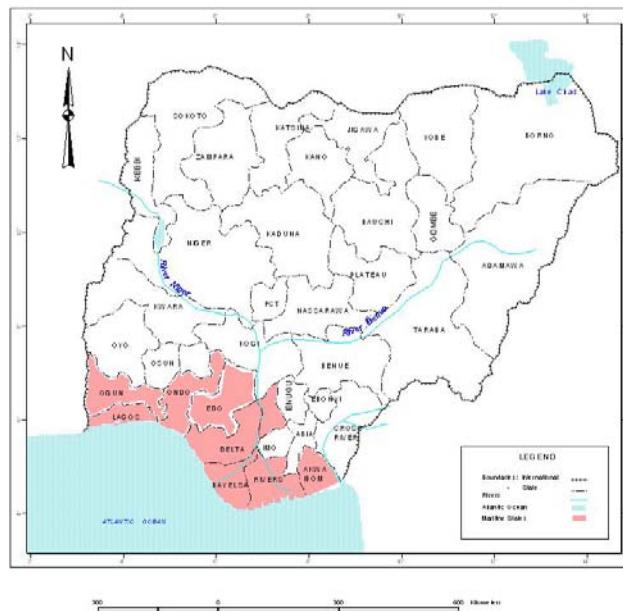 N
Lake Chad
SOKOTO
KATSINA
JIGAWA
YOBE
BORNO
ZAMFARA
KANO
KEBBI
BAUCHI
GOMBE
KADUNA
NIGER
ADAMAWA
PLATEAU
River Niger
FCT
NASSARAWA
River Benue
KWARA
TARABA
OYO
KOGI
OSUN
BENUE
OGUN
ONDO
EDO
ENUGU
EBONYI
LAGOS
CROSS
RIVER
ABIA
IMO
DELTA
AKWA
IBOM
BAYELSA
RIVERS
ATLANTIC OCEAN
LEGEND
Boundaries: International
" State
Rivers
Atlantic Ocean
Maritime States
300 0 300 600 Kilometers